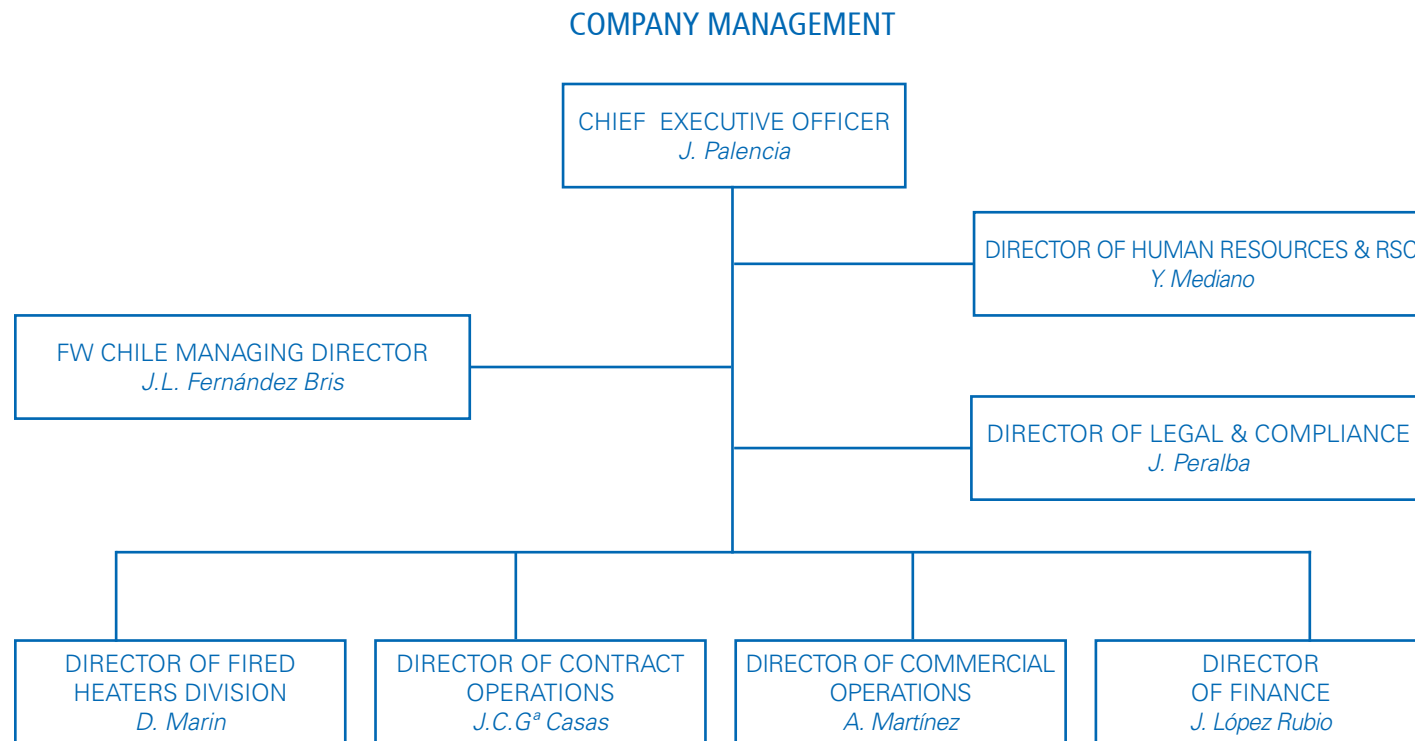 COMPANY MANAGEMENT
CHIEF EXECUTIVE OFFICER
J. Palencia
DIRECTOR OF HUMAN RESOURCES & RSC
Y. Mediano
FW CHILE MANAGING DIRECTOR
J.L. Fernández Bris
DIRECTOR OF LEGAL & COMPLIANCE
J. Peralba
DIRECTOR OF FIRED
HEATERS DIVISION
D. Marin
DIRECTOR OF CONTRACT
OPERATIONS
J.C.Gª Casas
DIRECTOR OF COMMERCIAL
OPERATIONS
A. Martínez
DIRECTOR
OF FINANCE
J. López Rubio